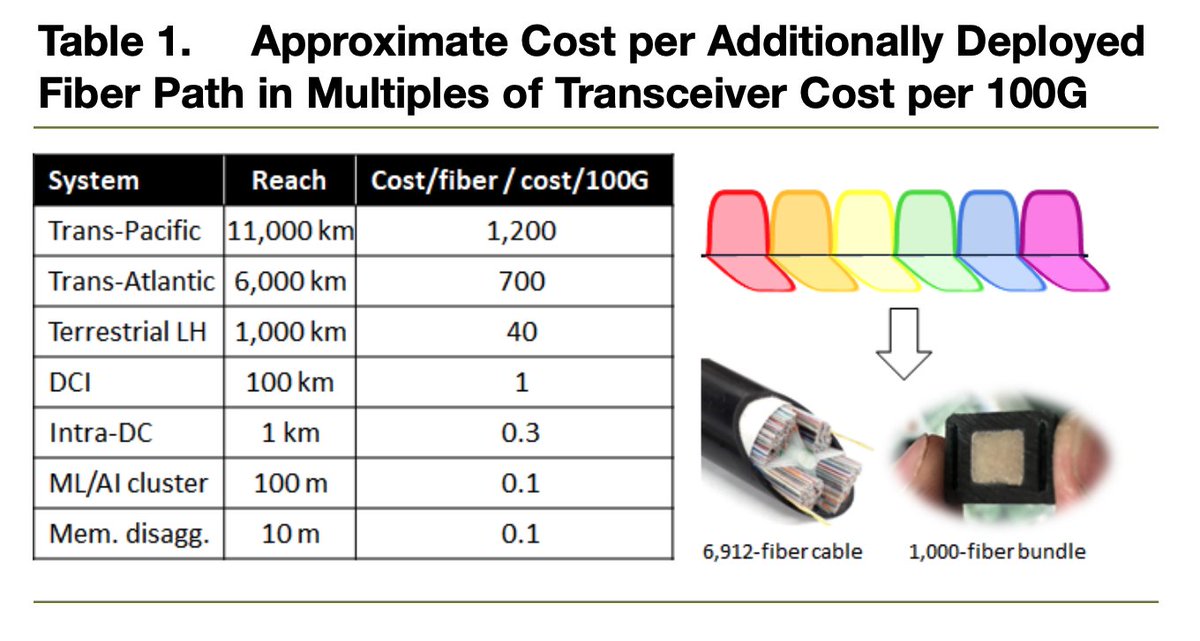 Table 1. Approximate Cost per Additionally Deployed
Fiber Path in Multiples of Transceiver Cost per 100G
System Reach Cost/fiber / cost/100G
Trans-Pacific 11,000 km 1,200
Trans-Atlantic 6,000 km 700
Terrestrial LH 1,000 km 40
DCI 100 km 1
Intra-DC 1 km 0.3
ML/AI cluster 100 m 0.1
Mem. disagg. 10 m 0.1
6,912-fiber cable 1,000-fiber bundle